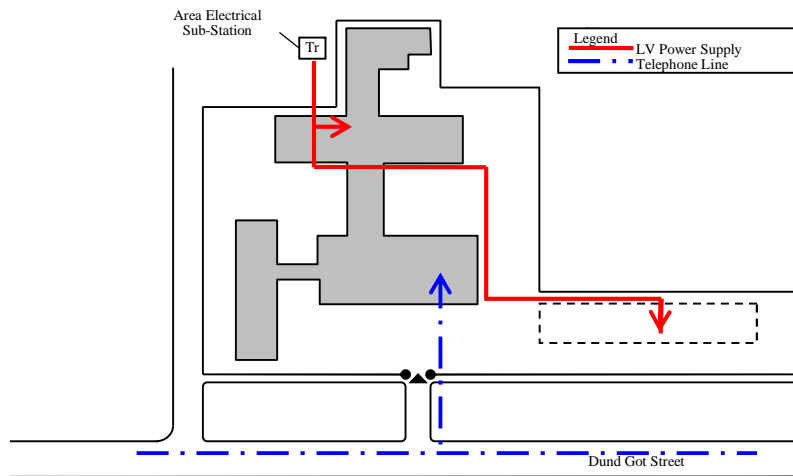 Area Electrical
Sub-Station
Tr
Legend
LV Power Supply
Telephone Line
Dund Got Street